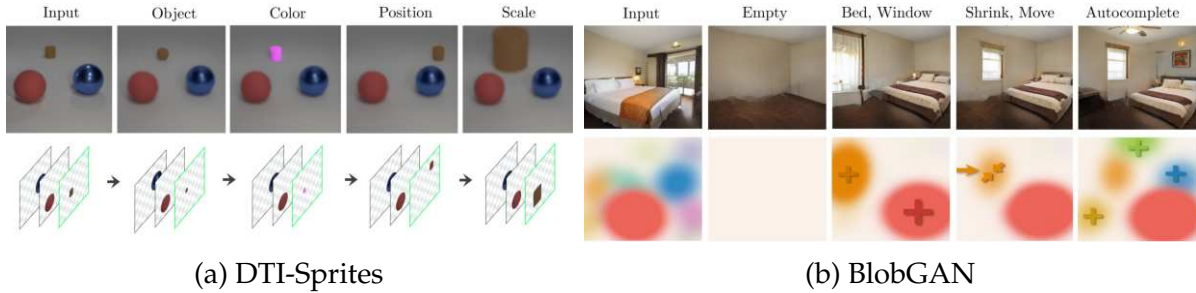 Input Object Color Position Scale
Input Empty Bed, Window Shrink, Move Autocomplete
(a) DTI-Sprites
(b) BlobGAN